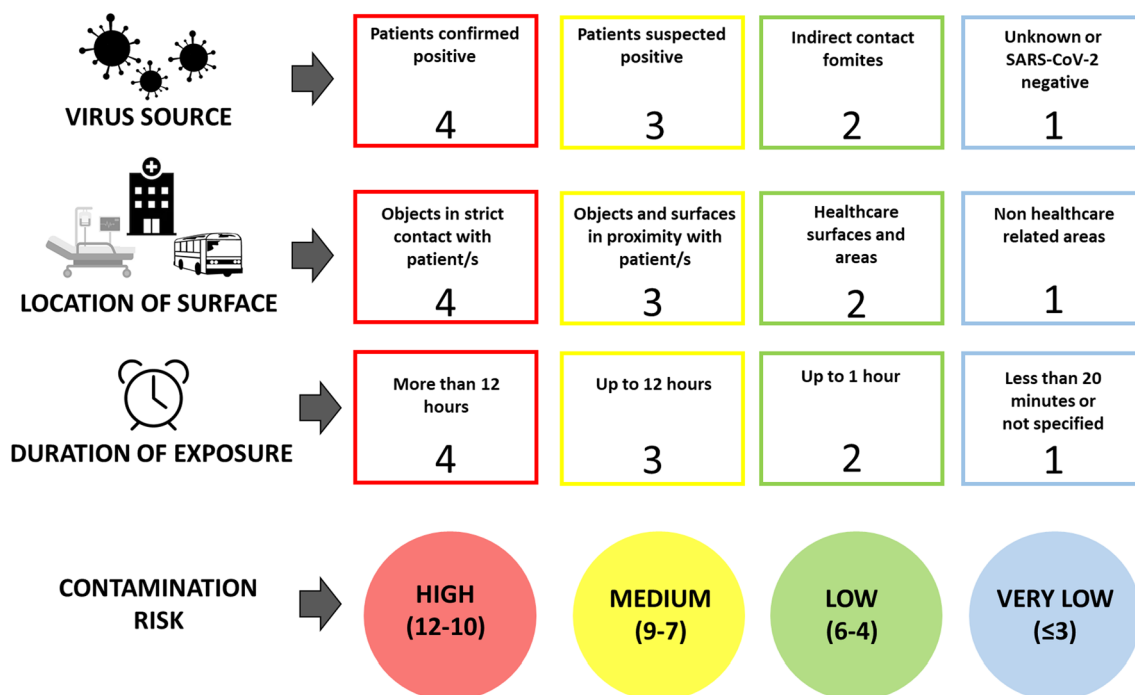 VIRUS SOURCE
Patients confirmed
positive
4
Patients suspected
positive
3
Indirect contact
fomites
2
Unknown or
SARS-CoV-2
negative
1
LOCATION OF SURFACE
Objects in strict
contact with
patient/s
4
Objects and surfaces
in proximity with
patient/s
3
Healthcare
surfaces and
areas
2
Non healthcare
related areas
1
DURATION OF EXPOSURE
More than 12
hours
4
Up to 12 hours
3
Up to 1 hour
2
Less than 20
minutes or
not specified
1
CONTAMINATION
RISK
HIGH
(12-10)
MEDIUM
(9-7)
LOW
(6-4)
VERY LOW
(≤3)